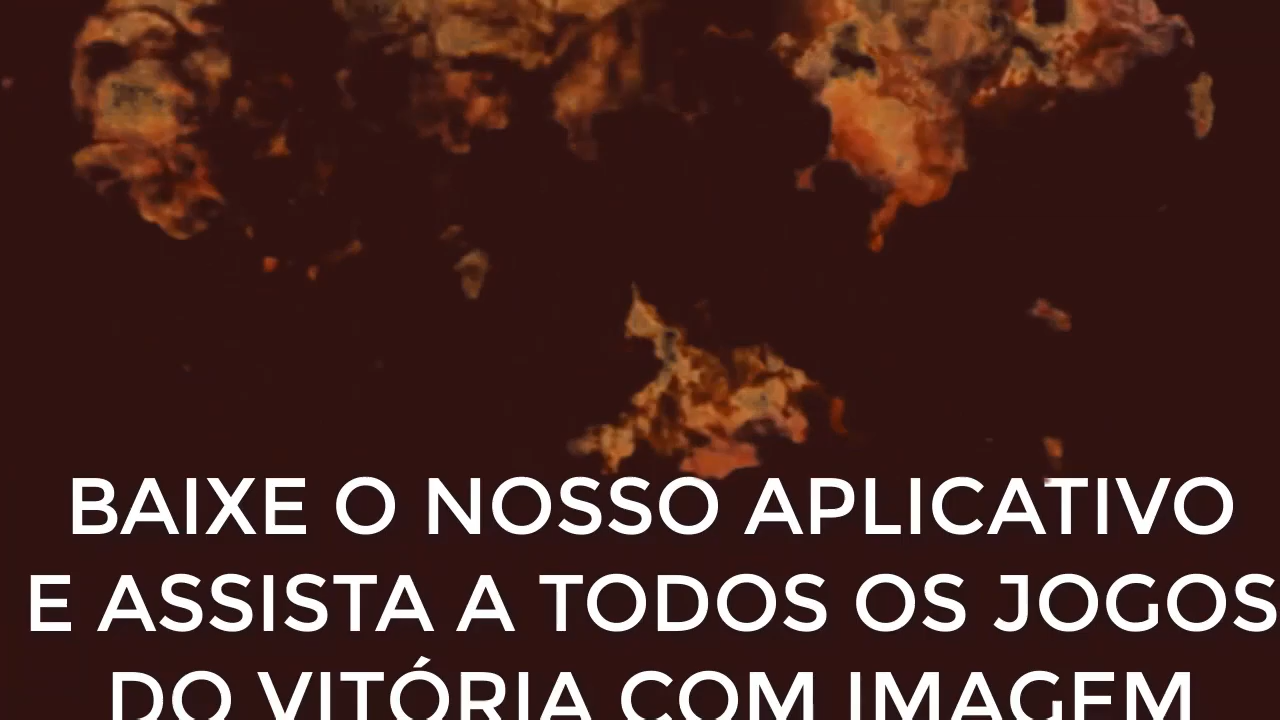 BAIXE O NOSSO APLICATIVO
E ASSISTA A TODOS OS JOGOS
DO VITÓRIA COM IMAGEM